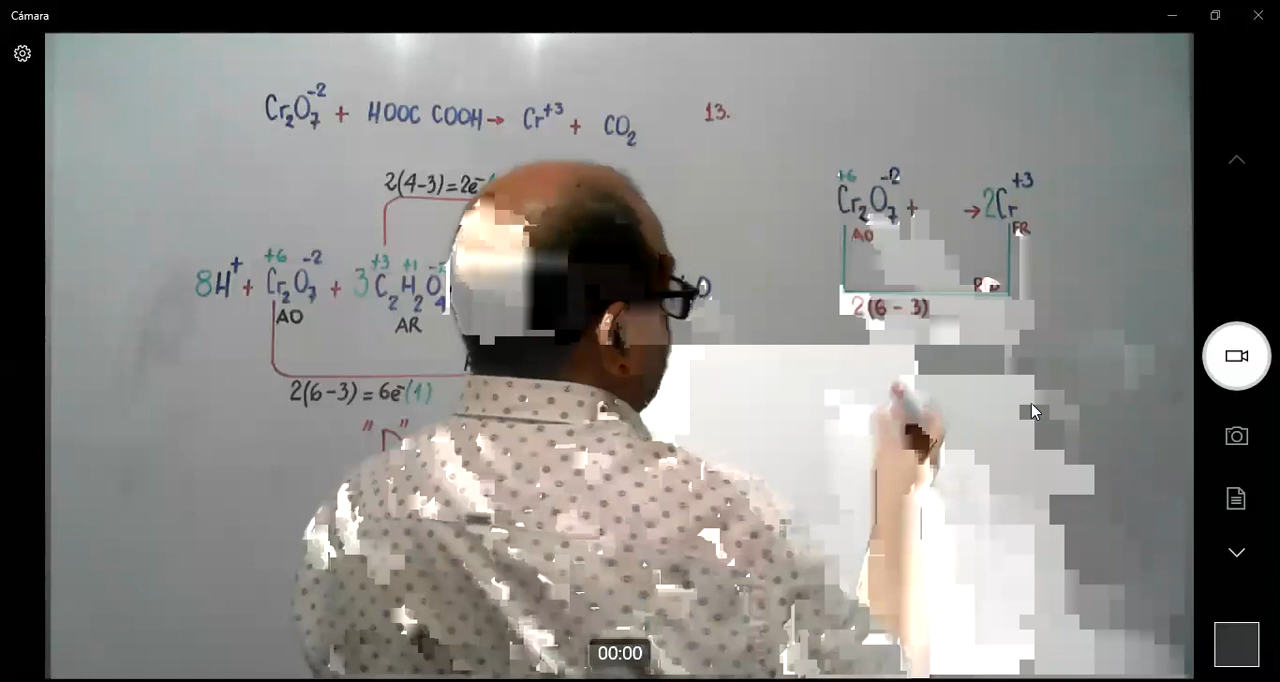 Cámara
Cr₂O₇⁻² + HOOC COOH → Cr⁺³ + CO₂
13.
2(4-3)=2e⁻
+6 -2 +3 +1
8H⁺ + Cr₂O₇ + 3C₂H₂O₄
AO
AR
2(6-3)=6e⁻(1)
" D "
+6 -2 +3
Cr₂O₇ + → 2Cr
AO
FR
2(6-3)
00:00